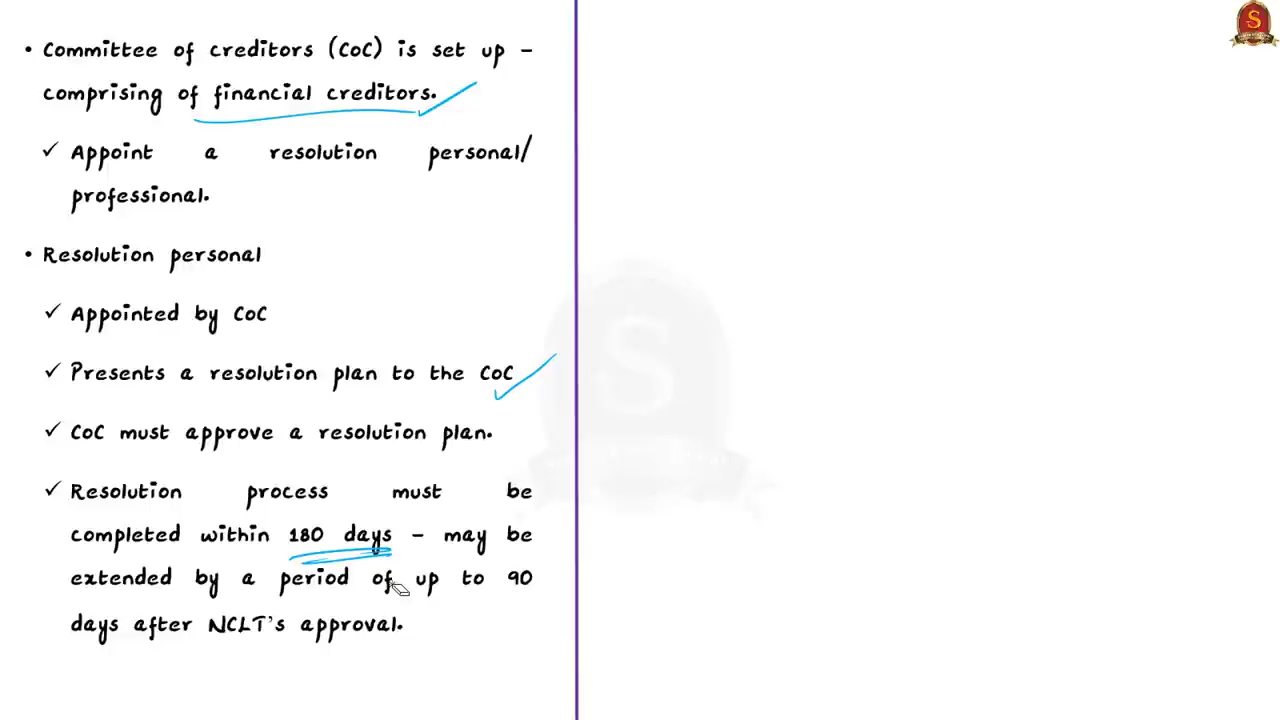 • Committee of creditors (CoC) is set up –
comprising of financial creditors.
✓ Appoint a resolution personal/
professional.
• Resolution personal
✓ Appointed by CoC
✓ Presents a resolution plan to the CoC
✓ CoC must approve a resolution plan.
✓ Resolution process must be
completed within 180 days – may be
extended by a period of up to 90
days after NCLT's approval.
S